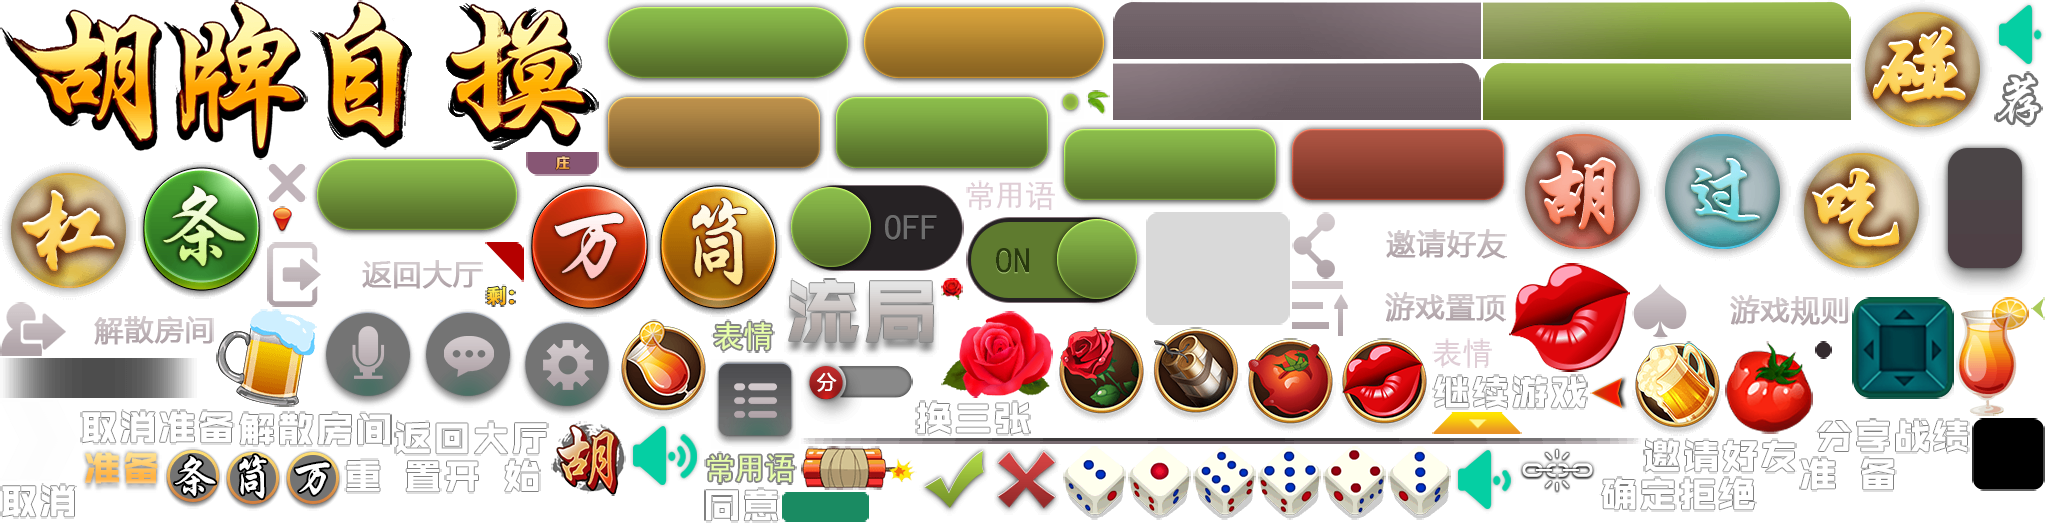 胡牌自摸
碰
荐
庄
杠
条
万
筒
OFF
常用语
ON
胡
过
吃
返回大厅
剩:
邀请好友
流局
解散房间
表情
游戏置顶
游戏规则
表情
分
继续游戏
换三张
取消准备
解散房间
返回大厅
准备
条
筒
万
重 置
开 始
胡
常用语
同意
取消
邀请好友
分享战绩
准 备
确定
拒绝